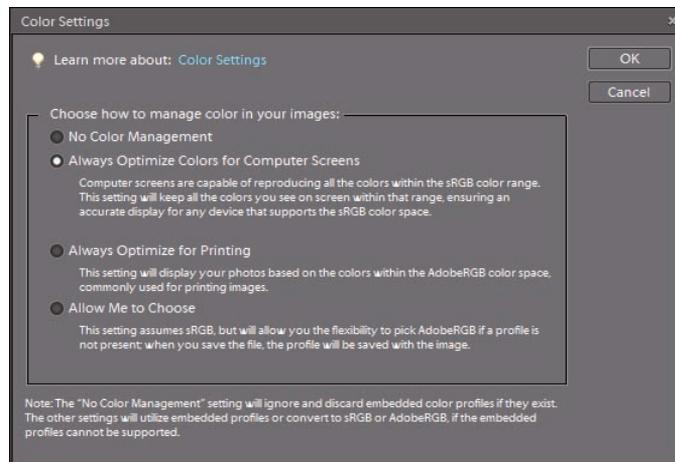 Color Settings
Learn more about: Color Settings
OK
Cancel
Choose how to manage color in your images:
No Color Management
Always Optimize Colors for Computer Screens
Computer screens are capable of reproducing all the colors within the sRGB color range.
This setting will keep all the colors you see on screen within that range, ensuring an
accurate display for any device that supports the sRGB color space.
Always Optimize for Printing
This setting will display your photos based on the colors within the AdobeRGB color space,
commonly used for printing images.
Allow Me to Choose
This setting assumes sRGB, but will allow you the flexibility to pick AdobeRGB if a profile is
not present; when you save the file, the profile will be saved with the image.
Note: The "No Color Management" setting will ignore and discard embedded color profiles if they exist.
The other settings will utilize embedded profiles or convert to sRGB or AdobeRGB, if the embedded
profiles cannot be supported.